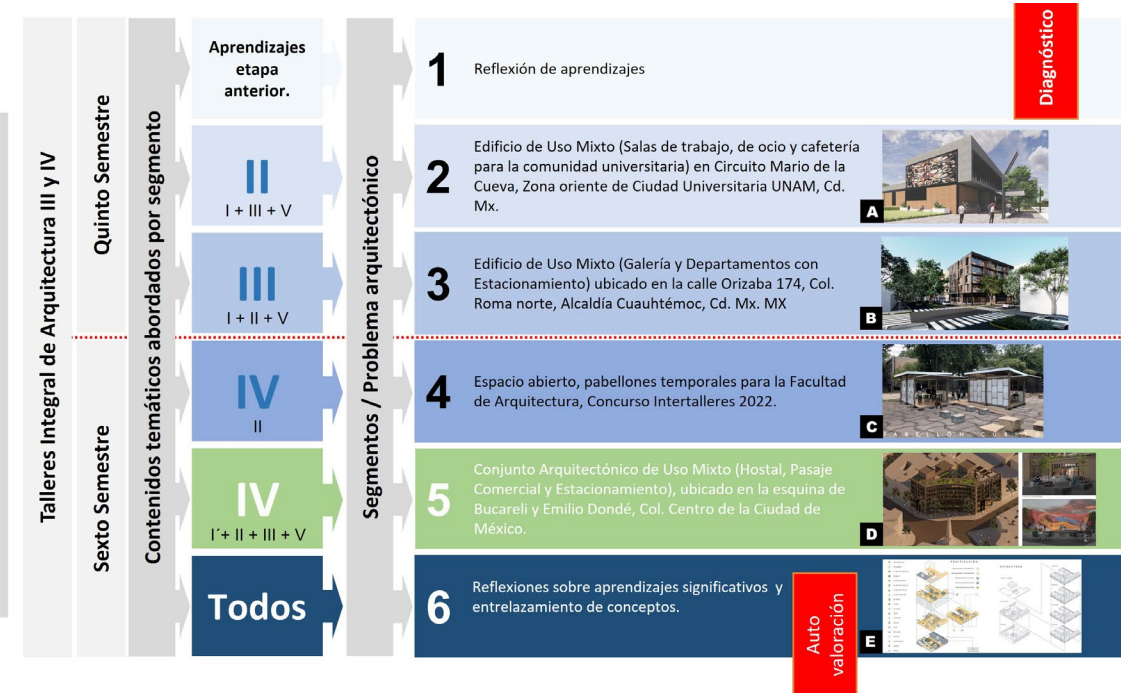 Talleres Integral de Arquitectura III y IV
Quinto Semestre
Sexto Semestre
Contenidos temáticos abordados por segmento
Segmentos / Problema arquitectónico
Aprendizajes
etapa
anterior.
1
Reflexión de aprendizajes
Diagnóstico
II
I + III + V
2
Edificio de Uso Mixto (Salas de trabajo, de ocio y cafetería
para la comunidad universitaria) en Circuito Mario de la
Cueva, Zona oriente de Ciudad Universitaria UNAM, Cd.
Mx.
A
III
I + II + V
3
Edificio de Uso Mixto (Galería y Departamentos con
Estacionamiento) ubicado en la calle Orizaba 174, Col.
Roma norte, Alcaldía Cuauhtémoc, Cd. Mx. MX
B
IV
II
4
Espacio abierto, pabellones temporales para la Facultad
de Arquitectura, Concurso Intertalleres 2022.
C
IV
I´+ II + III + V
5
Conjunto Arquitectónico de Uso Mixto (Hostal, Pasaje
Comercial y Estacionamiento), ubicado en la esquina de
Bucareli y Emilio Dondé, Col. Centro de la Ciudad de
México.
D
Todos
6
Reflexiones sobre aprendizajes significativos y
entrelazamiento de conceptos.
Auto
valoración
E